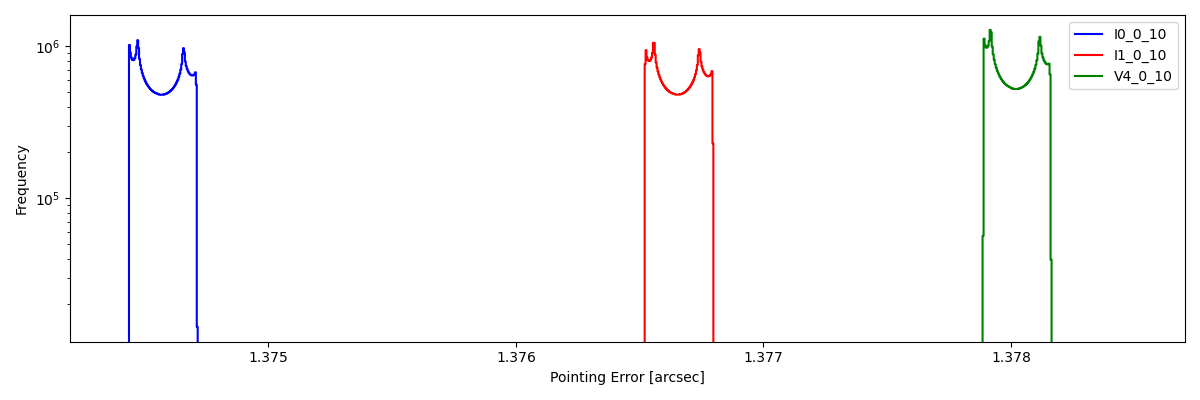 I0_0_10
I1_0_10
V4_0_10
10^6
10^5
Frequency
1.375 1.376 1.377 1.378
Pointing Error [arcsec]